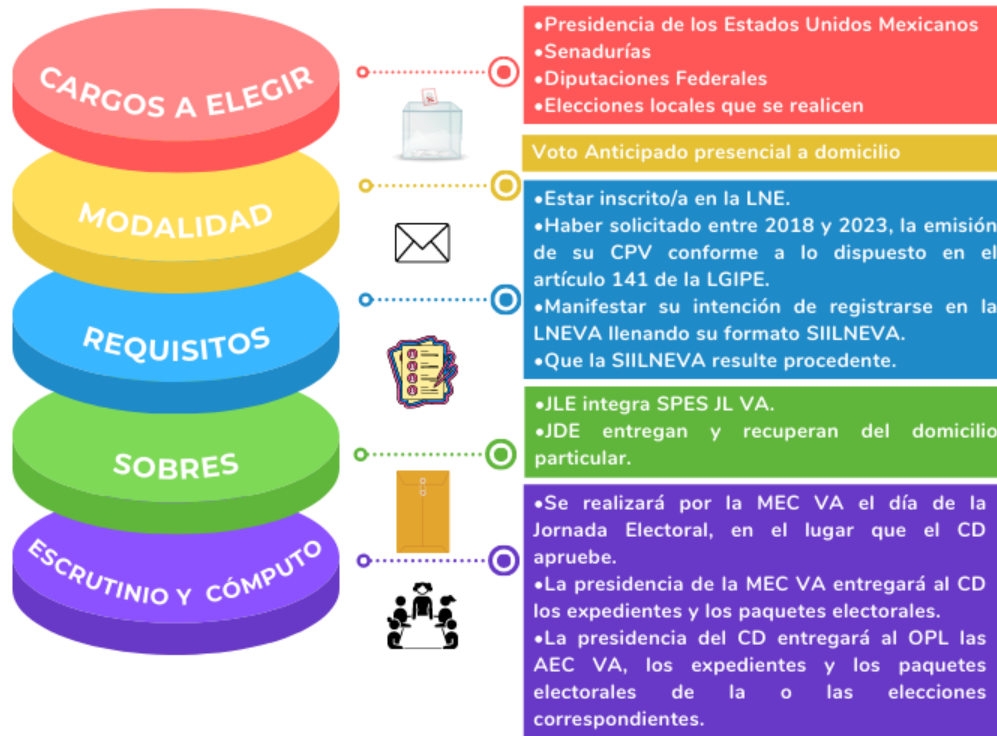 CARGOS A ELEGIR
•Presidencia de los Estados Unidos Mexicanos
•Senadurías
•Diputaciones Federales
•Elecciones locales que se realicen
MODALIDAD
Voto Anticipado presencial a domicilio
REQUISITOS
•Estar inscrito/a en la LNE.
•Haber solicitado entre 2018 y 2023, la emisión
de su CPV conforme a lo dispuesto en el
artículo 141 de la LGIPE.
•Manifestar su intención de registrarse en la
LNEVA llenando su formato SIILNEVA.
•Que la SIILNEVA resulte procedente.
SOBRES
•JLE integra SPES JL VA.
•JDE entregan y recuperan del domicilio
particular.
ESCRUTINIO Y CÓMPUTO
•Se realizará por la MEC VA el día de la
Jornada Electoral, en el lugar que el CD
apruebe.
•La presidencia de la MEC VA entregará al CD
los expedientes y los paquetes electorales.
•La presidencia del CD entregará al OPL las
AEC VA, los expedientes y los paquetes
electorales de la o las elecciones
correspondientes.